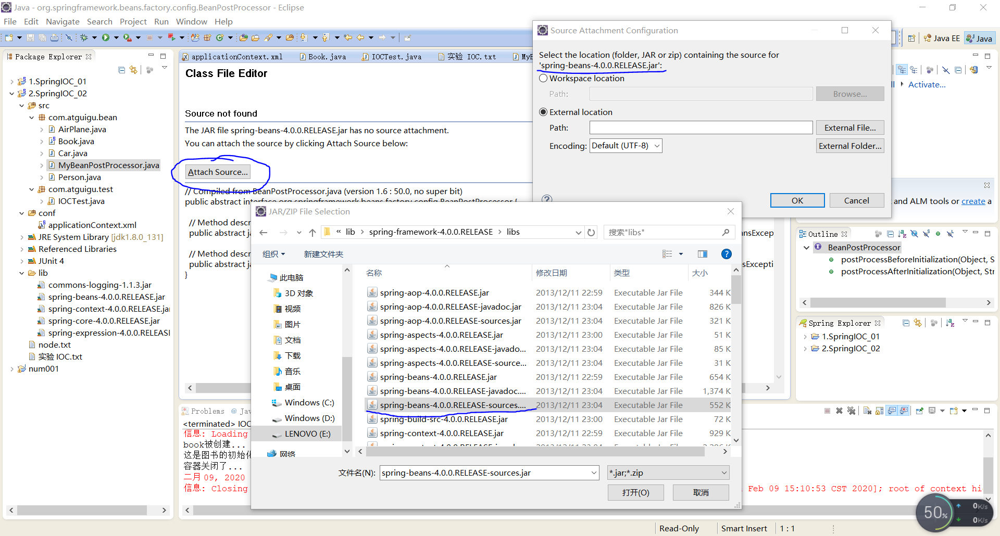 Java - org.springframework.beans.factory.config.BeanPostProcessor - Eclipse
File Edit Navigate Search Project Run Window Help
Java EE
Java
Package Explorer
1.SpringIOC_01
2.SpringIOC_02
src
com.atguigu.bean
AirPlane.java
Book.java
Car.java
MyBeanPostProcessor.java
Person.java
com.atguigu.test
IOCTest.java
conf
applicationContext.xml
JRE System Library [jdk1.8.0_131]
Referenced Libraries
JUnit 4
lib
commons-logging-1.1.3.jar
spring-beans-4.0.0.RELEASE.jar
spring-context-4.0.0.RELEASE.jar
spring-core-4.0.0.RELEASE.jar
spring-expression-4.0.0.RELEASE
node.txt
实验 IOC.txt
num001
applicationContext.xml
Book.java
IOCTest.java
实验 IOC.txt
MyB
Class File Editor
Source not found
The JAR file spring-beans-4.0.0.RELEASE.jar has no source attachment.
You can attach the source by clicking Attach Source below:
Attach Source...
// Compiled from BeanPostProcessor.java (version 1.6 : 50.0, no super bit)
public abstract interface org.springframework.beans.factory.config.BeanPostProcessor {
// Method descr
public abstract ja
ansExcep
// Method descr
public abstract ja
sExcepti
}
Source Attachment Configuration
Select the location (folder, JAR or zip) containing the source for
'spring-beans-4.0.0.RELEASE.jar':
Workspace location
Path:
Browse...
External location
Path:
External File...
Encoding:
Default (UTF-8)
External Folder...
OK
Cancel
JAR/ZIP File Selection
« lib > spring-framework-4.0.0.RELEASE > libs
搜索"libs"
组织
新建文件夹
此电脑
3D 对象
视频
图片
文档
下载
音乐
桌面
Windows (C:)
Windows (D:)
LENOVO (E:)
网络
名称 修改日期 类型 大小
spring-aop-4.0.0.RELEASE.jar 2013/12/11 22:59 Executable Jar File 344 K
spring-aop-4.0.0.RELEASE-javadoc.jar 2013/12/11 23:04 Executable Jar File 826 K
spring-aop-4.0.0.RELEASE-sources.jar 2013/12/11 23:04 Executable Jar File 321 K
spring-aspects-4.0.0.RELEASE.jar 2013/12/11 23:00 Executable Jar File 51 K
spring-aspects-4.0.0.RELEASE-javado... 2013/12/11 23:04 Executable Jar File 85 K
spring-aspects-4.0.0.RELEASE-source... 2013/12/11 23:04 Executable Jar File 31 K
spring-beans-4.0.0.RELEASE.jar 2013/12/11 22:59 Executable Jar File 654 K
spring-beans-4.0.0.RELEASE-javadoc.... 2013/12/11 23:04 Executable Jar File 1,374 K
spring-beans-4.0.0.RELEASE-sources.... 2013/12/11 23:04 Executable Jar File 552 K
spring-build-src-4.0.0.RELEASE.jar 2013/12/11 23:00 Executable Jar File 72 K
spring-context-4.0.0.RELEASE.jar 2013/12/11 22:59 Executable Jar File 929 K
文件名(N):
spring-beans-4.0.0.RELEASE-sources.jar
*.jar;*.zip
打开(O)
取消
ll
Activate...
and ALM tools or create a
Outline
BeanPostProcessor
postProcessBeforeInitialization(Object, S
postProcessAfterInitialization(Object, Str
Spring Explorer
1.SpringIOC_01
2.SpringIOC_02
Problems
@ Jav
<terminated> IOC
信息: Loading
book被创建...
这是图书的初始化
容器关闭了...
二月 09, 2020
信息: Closing
Feb 09 15:10:53 CST 2020]; root of context hi
50%
0K/s
0K/s
Read-Only
Smart Insert
1 : 1